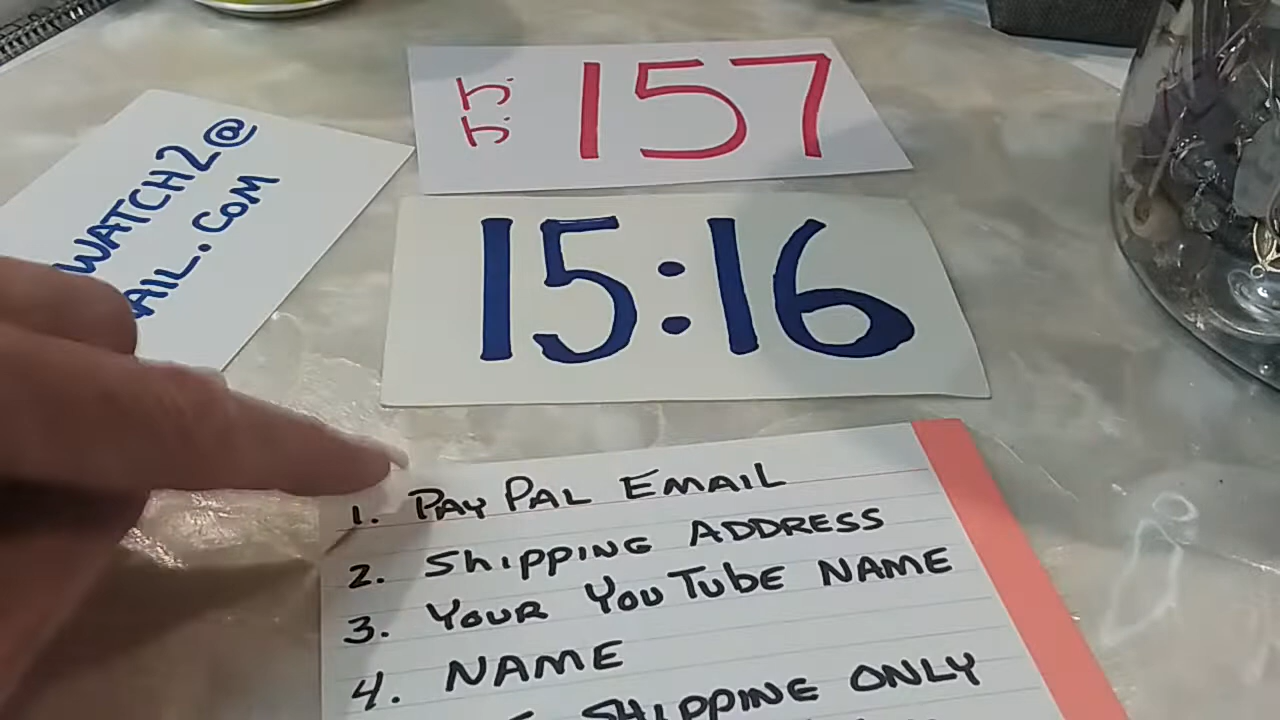 WATCH2@
AIL.COM
157
15:16
1. PAYPAL EMAIL
2. ShIPPING ADDRESS
3. YOUR YOUTubE NAME
4. NAME
ShIPPING ONLY